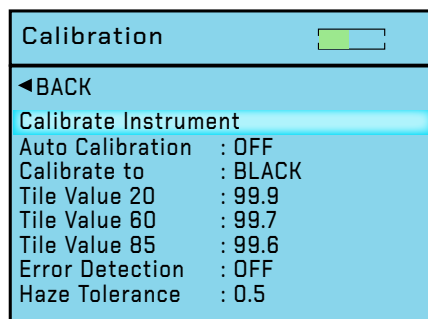 Calibration
◄BACK
Calibrate Instrument
Auto Calibration : OFF
Calibrate to : BLACK
Tile Value 20 : 99.9
Tile Value 60 : 99.7
Tile Value 85 : 99.6
Error Detection : OFF
Haze Tolerance : 0.5